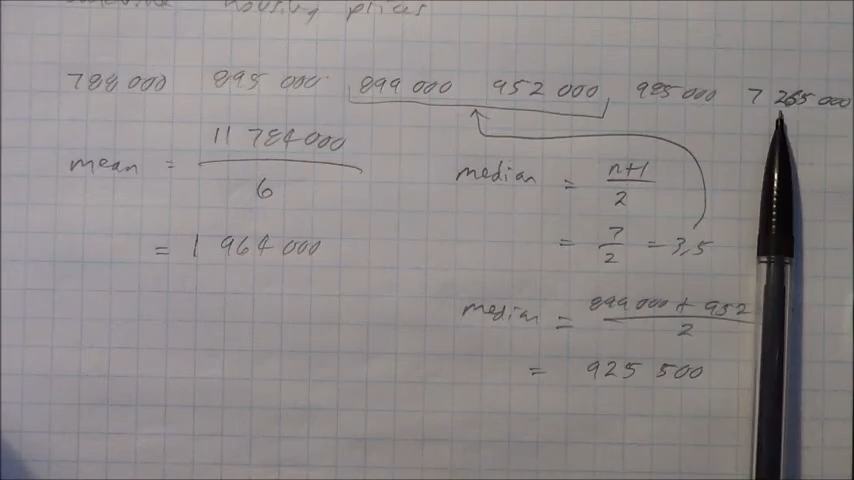 housing prices
788 000 895 000 899 000 952 000 985 000 7 265 000
mean = 11 784 000
6
= 1 964 000
median = n+1
2
= 7
2
= 3,5
median = 899 000 + 952
2
= 925 500